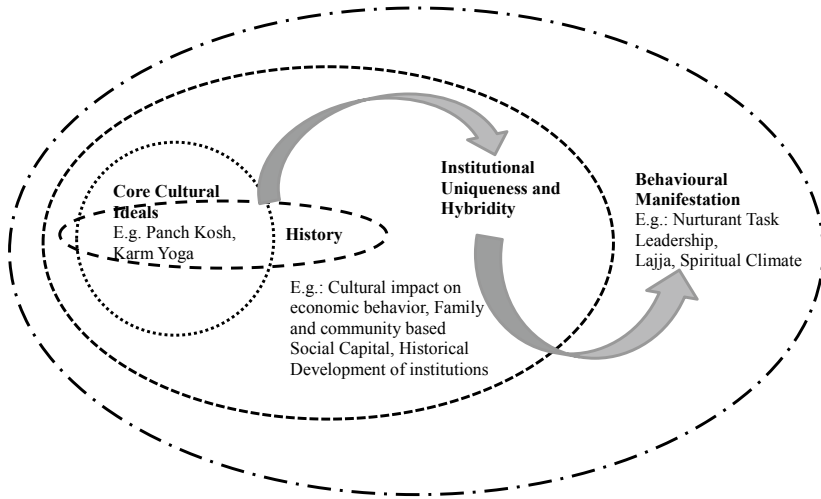 Core Cultural
Ideals
E.g. Panch Kosh,
Karm Yoga
History
E.g.: Cultural impact on
economic behavior, Family
and community based
Social Capital, Historical
Development of institutions
Institutional
Uniqueness and
Hybridity
Behavioural
Manifestation
E.g.: Nurturant Task
Leadership,
Lajja, Spiritual Climate